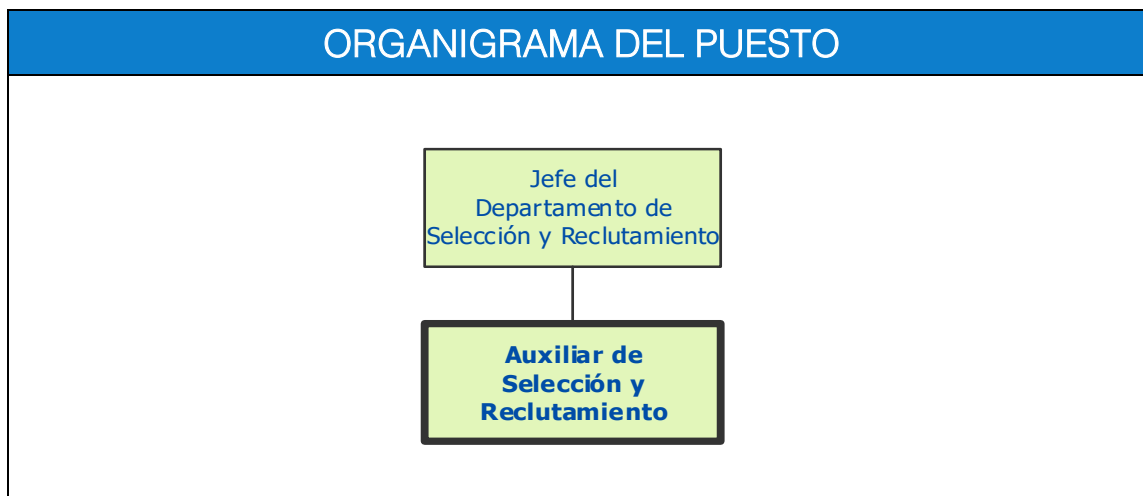 ORGANIGRAMA DEL PUESTO
Jefe del
Departamento de
Selección y Reclutamiento
Auxiliar de
Selección y
Reclutamiento